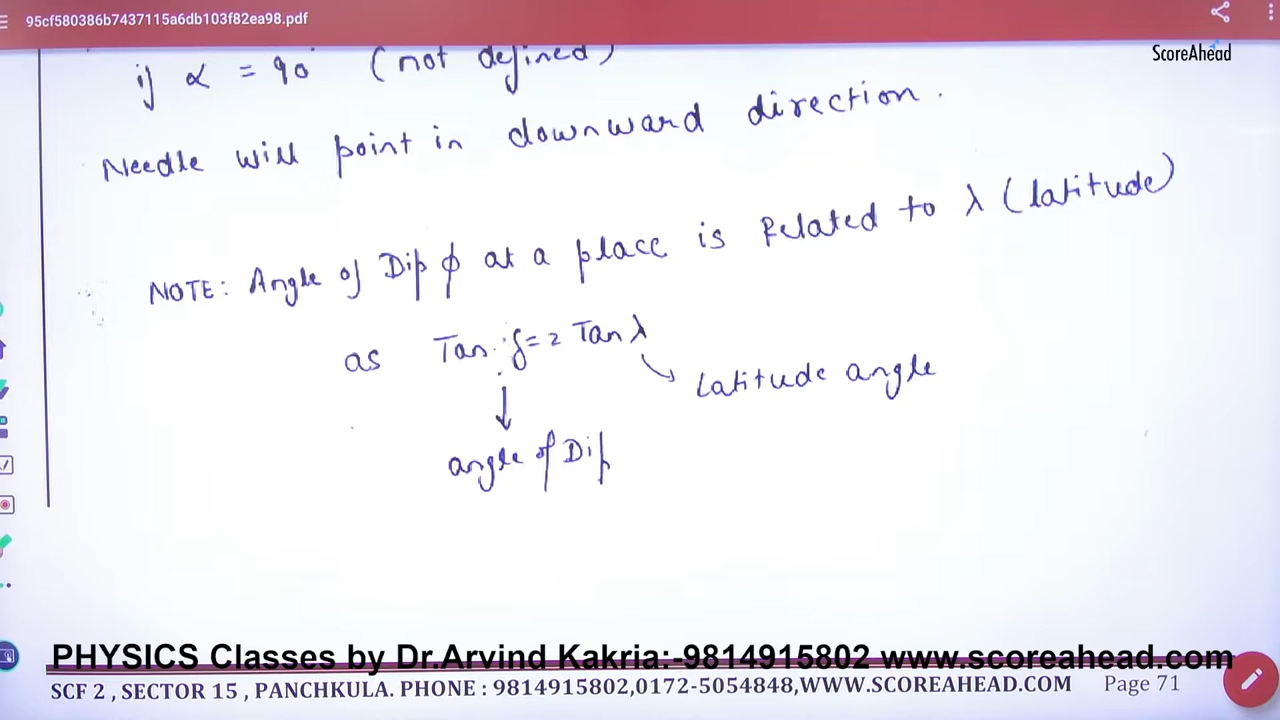 95cf580386b7437115a6db103f82ea98.pdf
ScoreAhead
if α = 90° (not defined)
Needle will point in downward direction.
NOTE: Angle of Dip ϕ at a place is Related to λ (latitude)
as Tan δ = 2 Tan λ
Latitude angle
angle of Dip
PHYSICS Classes by Dr.Arvind Kakria:-9814915802 www.scoreahead.com
SCF 2 , SECTOR 15 , PANCHKULA. PHONE : 9814915802,0172-5054848,WWW.SCOREAHEAD.COM Page 71